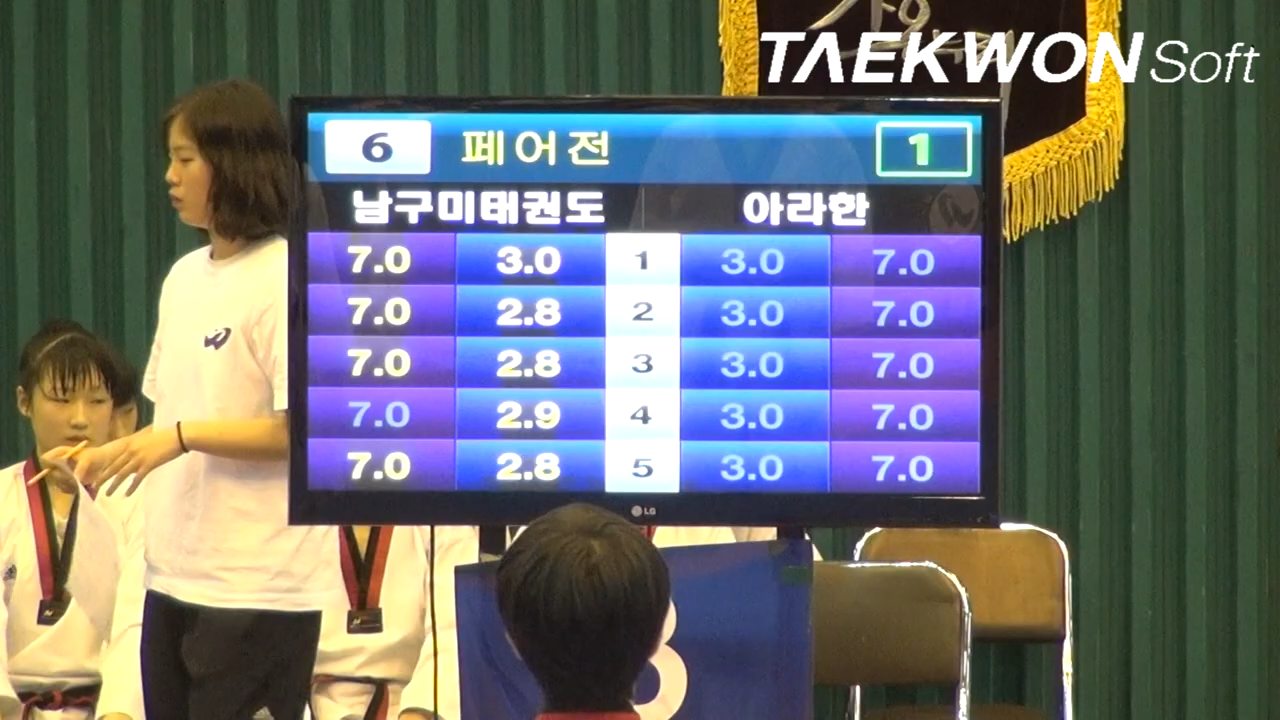 TAEKWON Soft
6 페어전 1
남구미태권도 아라한
7.0 3.0 1 3.0 7.0
7.0 2.8 2 3.0 7.0
7.0 2.8 3 3.0 7.0
7.0 2.9 4 3.0 7.0
7.0 2.8 5 3.0 7.0
LG